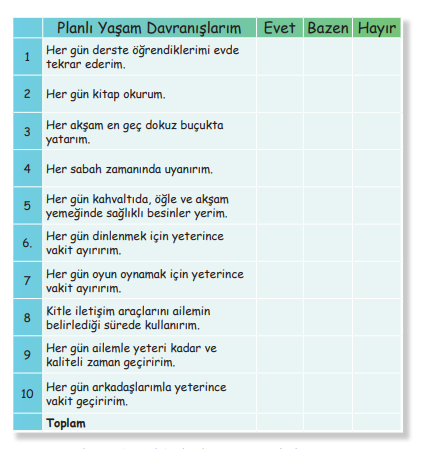 Planlı Yaşam Davranışlarım Evet Bazen Hayır
1 Her gün derste öğrendiklerimi evde
tekrar ederim.
2 Her gün kitap okurum.
3 Her akşam en geç dokuz buçukta
yatarım.
4 Her sabah zamanında uyanırım.
5 Her gün kahvaltıda, öğle ve akşam
yemeğinde sağlıklı besinler yerim.
6. Her gün dinlenmek için yeterince
vakit ayırırım.
7 Her gün oyun oynamak için yeterince
vakit ayırırım.
8 Kitle iletişim araçlarını ailemin
belirlediği sürede kullanırım.
9 Her gün ailemle yeteri kadar ve
kaliteli zaman geçiririm.
10 Her gün arkadaşlarımla yeterince
vakit geçiririm.
Toplam